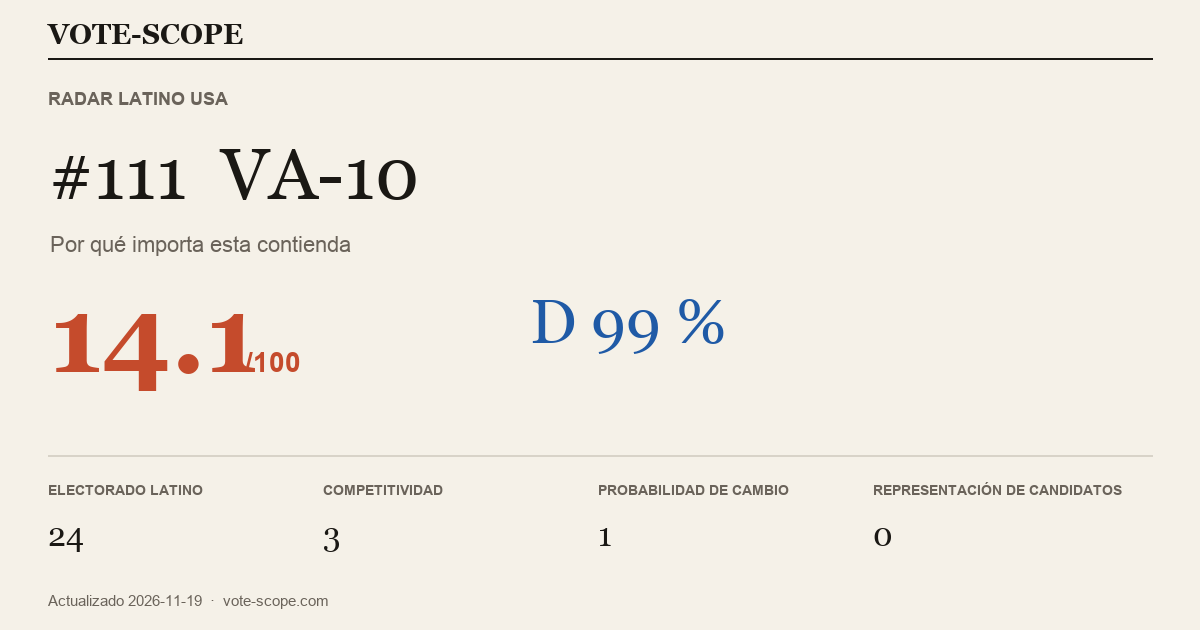 VOTE-SCOPE
RADAR LATINO USA
#111 VA-10
Por qué importa esta contienda
14.1/100
D 99 %
ELECTORADO LATINO
COMPETITIVIDAD
PROBABILIDAD DE CAMBIO
REPRESENTACIÓN DE CANDIDATOS
24
3
1
0
Actualizado 2026-11-19 · vote-scope.com